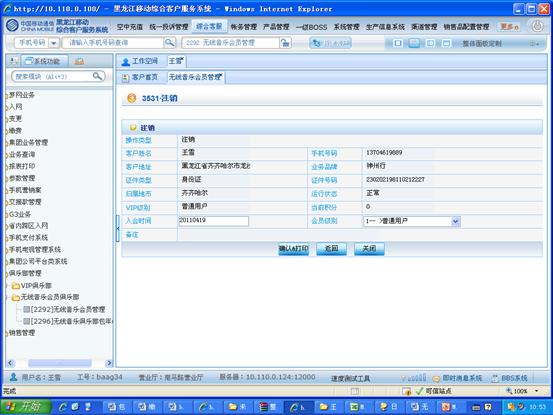 http://10.110.0.100/ - 黑龙江移动综合客户服务系统 - Windows Internet Explorer
中国移动通信 CHINA MOBILE
黑龙江移动 综合客户服务系统
空中充值 统一投诉管理 综合客服 帐务管理 产品管理 一级BOSS 系统管理 生产信息系统 渠道管理 销售品配置管理 更多
手机号码 请输入手机号码查询 2292 无线音乐会员管理 整体面板定制
系统功能
工作空间 王雪
搜索模块 (Alt+3)
客户首页 无线音乐会员管理
梦网业务
入网
变更
缴费
集团业务管理
业务查询
报表打印
参数管理
手机营销案
交接款管理
G3业务
省内跨区入网
手机支付系统
手机电视管理系统
集团公司平台类系统
俱乐部管理
VIP俱乐部
无线音乐会员俱乐部
[2292]无线音乐会员管理
[2296]无线音乐俱乐部包年
销售管理
3531-注销
注销
操作类型 注销
客户姓名 王雪 手机号码 13704619889
客户地址 黑龙江省齐齐哈尔市龙 业务品牌 神州行
证件类型 身份证 证件号码 230202198110212227
归属地市 齐齐哈尔 运行状态 正常
VIP级别 普通用户 当前积分 0
入会时间 20110419 会员级别 1-- >普通用户
备注
确认&打印 返回 关闭
用户名：王雪 工号：baag34 营业厅：南马路营业厅 服务器：10.110.0.124:12000 速度测试工具 即时消息系统 BBS系统
完成 可信站点 100%
开始 10:53